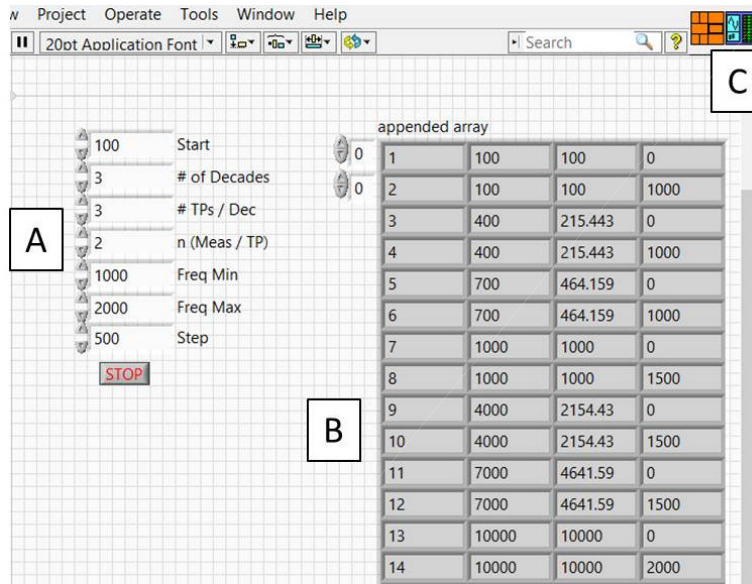 w Project Operate Tools Window Help
20pt Application Font Search ?
C
appended array
100 Start
3 # of Decades
3 # TPs / Dec
2 n (Meas / TP)
1000 Freq Min
2000 Freq Max
500 Step
STOP
A
B
0
0
1 100 100 0
2 100 100 1000
3 400 215.443 0
4 400 215.443 1000
5 700 464.159 0
6 700 464.159 1000
7 1000 1000 0
8 1000 1000 1500
9 4000 2154.43 0
10 4000 2154.43 1500
11 7000 4641.59 0
12 7000 4641.59 1500
13 10000 10000 0
14 10000 10000 2000